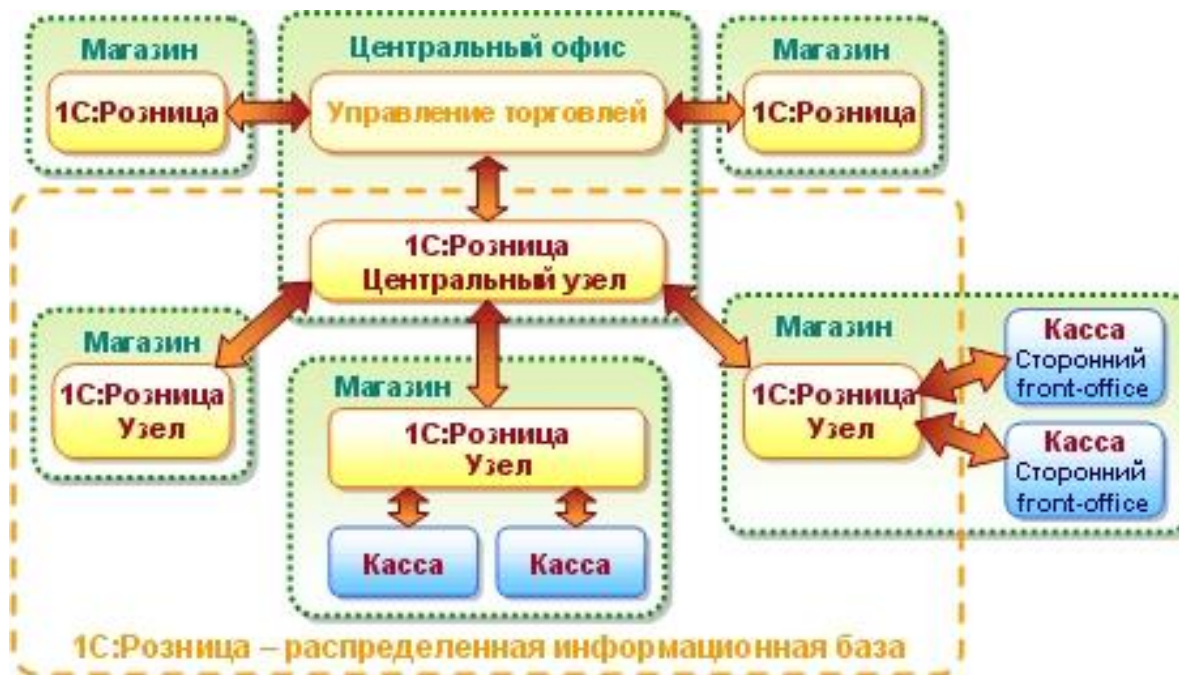 Магазин
Центральный офис
Магазин
1С:Розница
Управление торговлей
1С:Розница
1С:Розница
Центральный узел
Магазин
1С:Розница
Узел
Магазин
1С:Розница
Узел
Касса
Касса
Магазин
1С:Розница
Узел
Касса
Сторонний
front-office
Касса
Сторонний
front-office
1С:Розница – распределенная информационная база